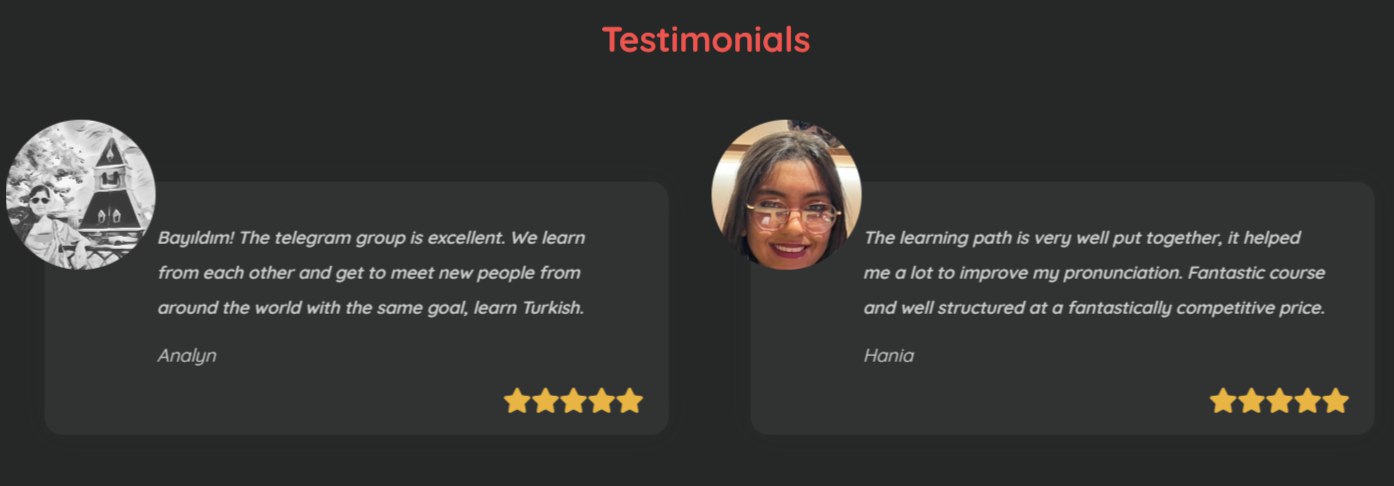 Testimonials
Bayıldım! The telegram group is excellent. We learn
from each other and get to meet new people from
around the world with the same goal, learn Turkish.
Analyn
The learning path is very well put together, it helped
me a lot to improve my pronunciation. Fantastic course
and well structured at a fantastically competitive price.
Hania